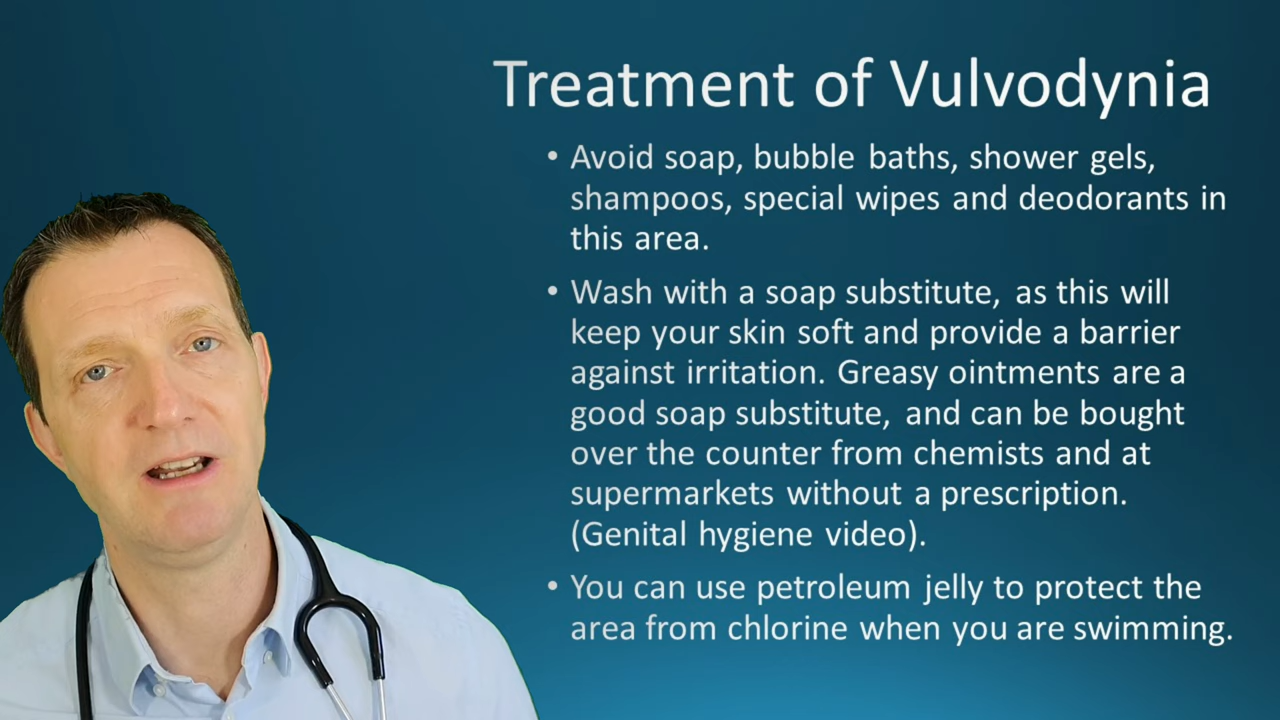 Treatment of Vulvodynia
• Avoid soap, bubble baths, shower gels,
shampoos, special wipes and deodorants in
this area.
• Wash with a soap substitute, as this will
keep your skin soft and provide a barrier
against irritation. Greasy ointments are a
good soap substitute, and can be bought
over the counter from chemists and at
supermarkets without a prescription.
(Genital hygiene video).
• You can use petroleum jelly to protect the
area from chlorine when you are swimming.